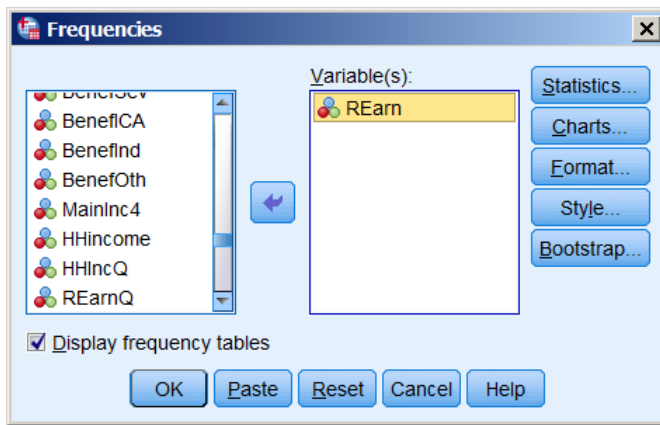 Frequencies
Variable(s):
BenefICA
BenefInd
BenefOth
MainInc4
HHincome
HHIncQ
REarnQ
REarn
Statistics...
Charts...
Format...
Style...
Bootstrap...
Display frequency tables
OK Paste Reset Cancel Help